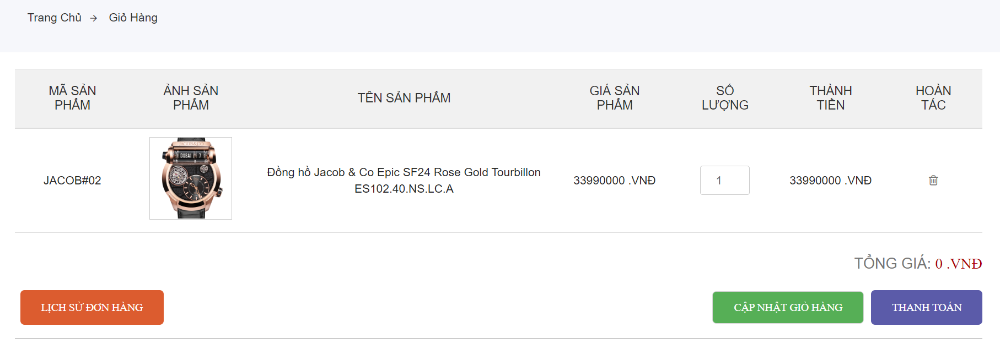 Trang Chủ → Giỏ Hàng
MÃ SẢN
PHẨM
ẢNH SẢN
PHẨM
TÊN SẢN PHẨM
GIÁ SẢN
PHẨM
SỐ
LƯỢNG
THÀNH
TIỀN
HOÀN
TÁC
JACOB#02
JACOB&CO
DUBAI 7
Đồng hồ Jacob & Co Epic SF24 Rose Gold Tourbillon
ES102.40.NS.LC.A
33990000 .VNĐ
1
33990000 .VNĐ
TỔNG GIÁ: 0 .VNĐ
LỊCH SỬ ĐƠN HÀNG
CẬP NHẬT GIỎ HÀNG
THANH TOÁN